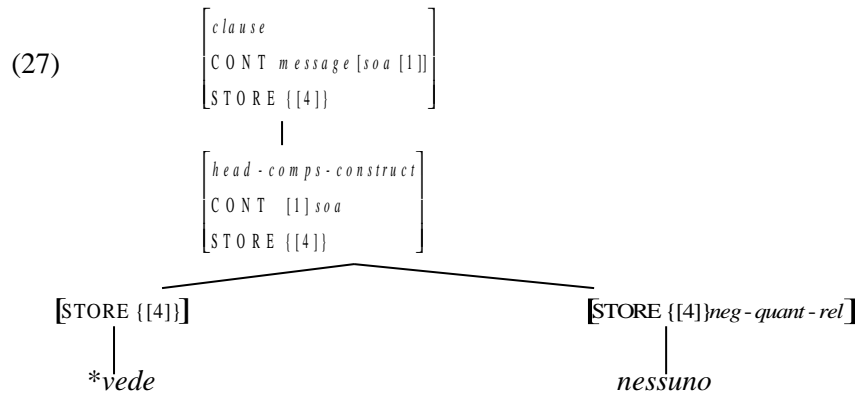 (27)
clause
CONT message [soa [1]]
STORE {[4]}
head-comps-construct
CONT [1] soa
STORE {[4]}
[STORE {[4]}] [STORE {[4]}neg-quant-rel]
*vede nessuno